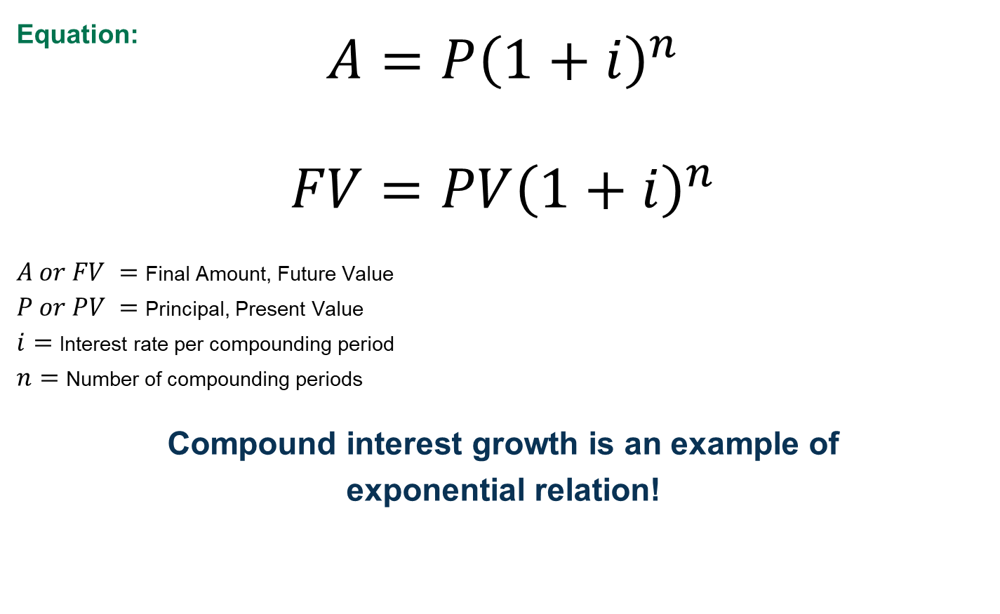 Equation:
A = P(1 + i)ⁿ
FV = PV(1 + i)ⁿ
A or FV = Final Amount, Future Value
P or PV = Principal, Present Value
i = Interest rate per compounding period
n = Number of compounding periods
Compound interest growth is an example of
exponential relation!